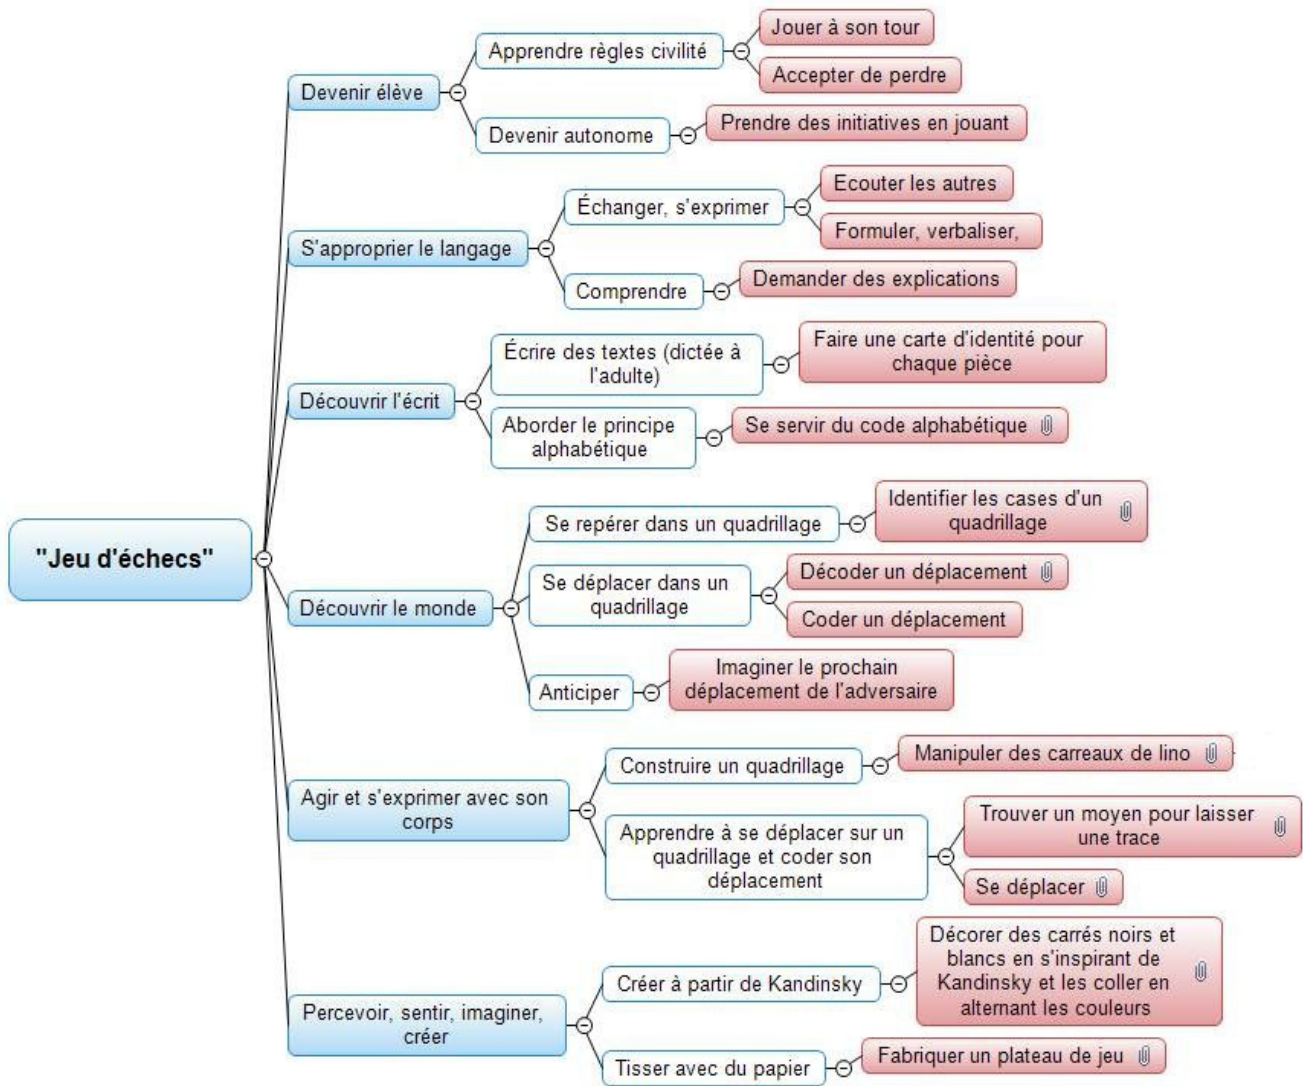 "Jeu d'échecs"
Devenir élève
Apprendre règles civilité
Jouer à son tour
Accepter de perdre
Devenir autonome
Prendre des initiatives en jouant
S'approprier le langage
Échanger, s'exprimer
Ecouter les autres
Formuler, verbaliser,
Comprendre
Demander des explications
Découvrir l'écrit
Écrire des textes (dictée à
l'adulte)
Faire une carte d'identité pour
chaque pièce
Aborder le principe
alphabétique
Se servir du code alphabétique
Découvrir le monde
Se repérer dans un quadrillage
Identifier les cases d'un
quadrillage
Se déplacer dans un
quadrillage
Décoder un déplacement
Coder un déplacement
Anticiper
Imaginer le prochain
déplacement de l'adversaire
Agir et s'exprimer avec son
corps
Construire un quadrillage
Manipuler des carreaux de lino
Apprendre à se déplacer sur un
quadrillage et coder son
déplacement
Trouver un moyen pour laisser
une trace
Se déplacer
Percevoir, sentir, imaginer,
créer
Créer à partir de Kandinsky
Décorer des carrés noirs et
blancs en s'inspirant de
Kandinsky et les coller en
alternant les couleurs
Tisser avec du papier
Fabriquer un plateau de jeu